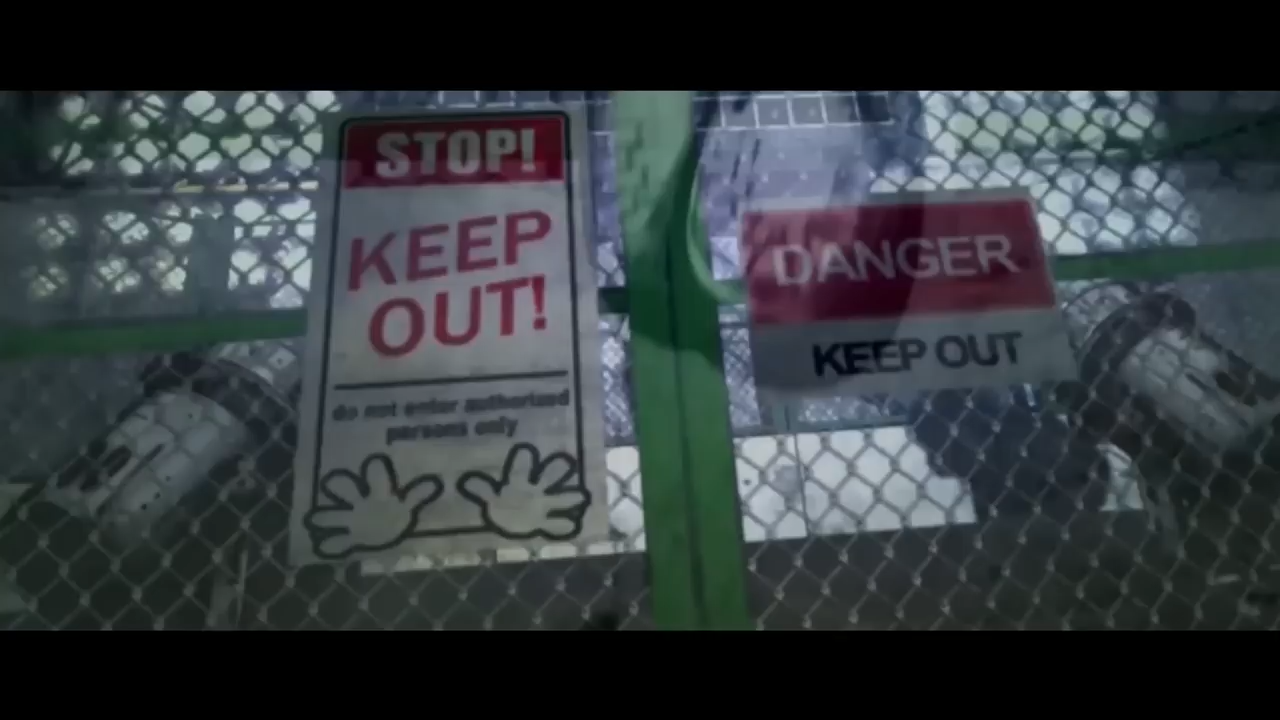 STOP!
KEEP
OUT!
do not enter authorized
persons only
DANGER
KEEP OUT